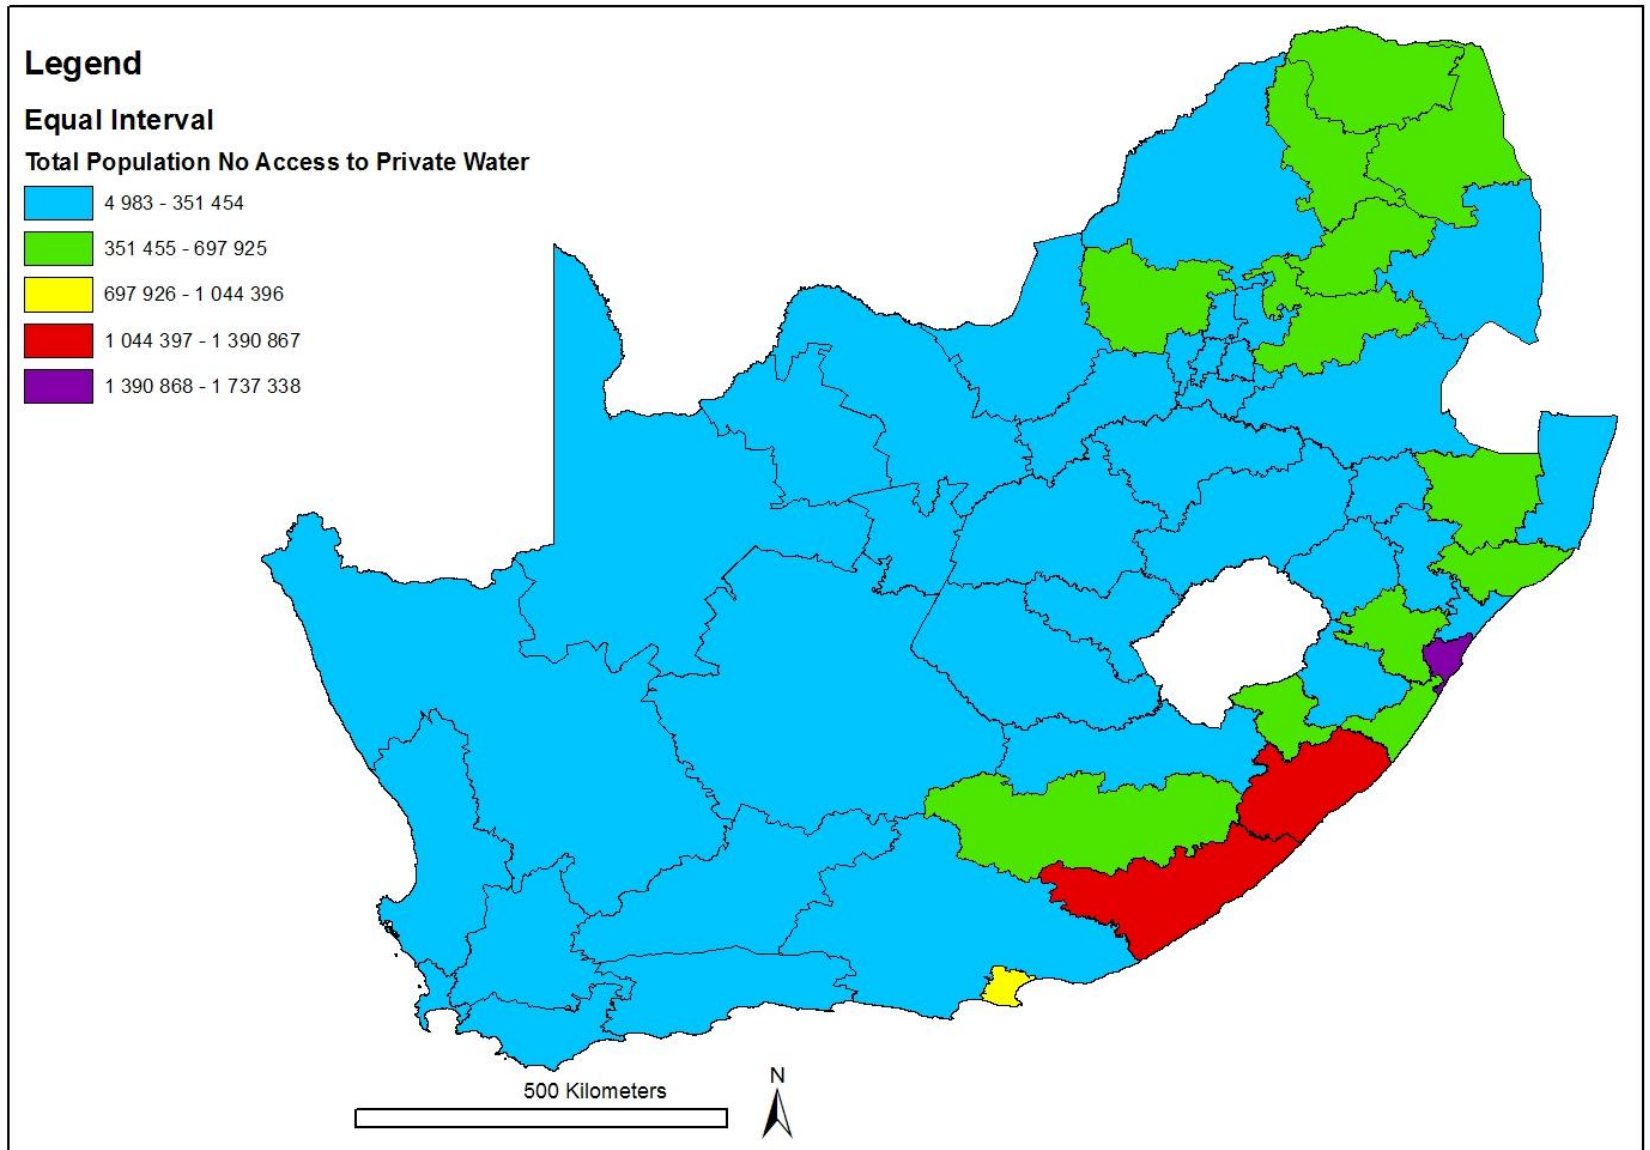 Legend
Equal Interval
Total Population No Access to Private Water
4 983 - 351 454
351 455 - 697 925
697 926 - 1 044 396
1 044 397 - 1 390 867
1 390 868 - 1 737 338
N
500 Kilometers